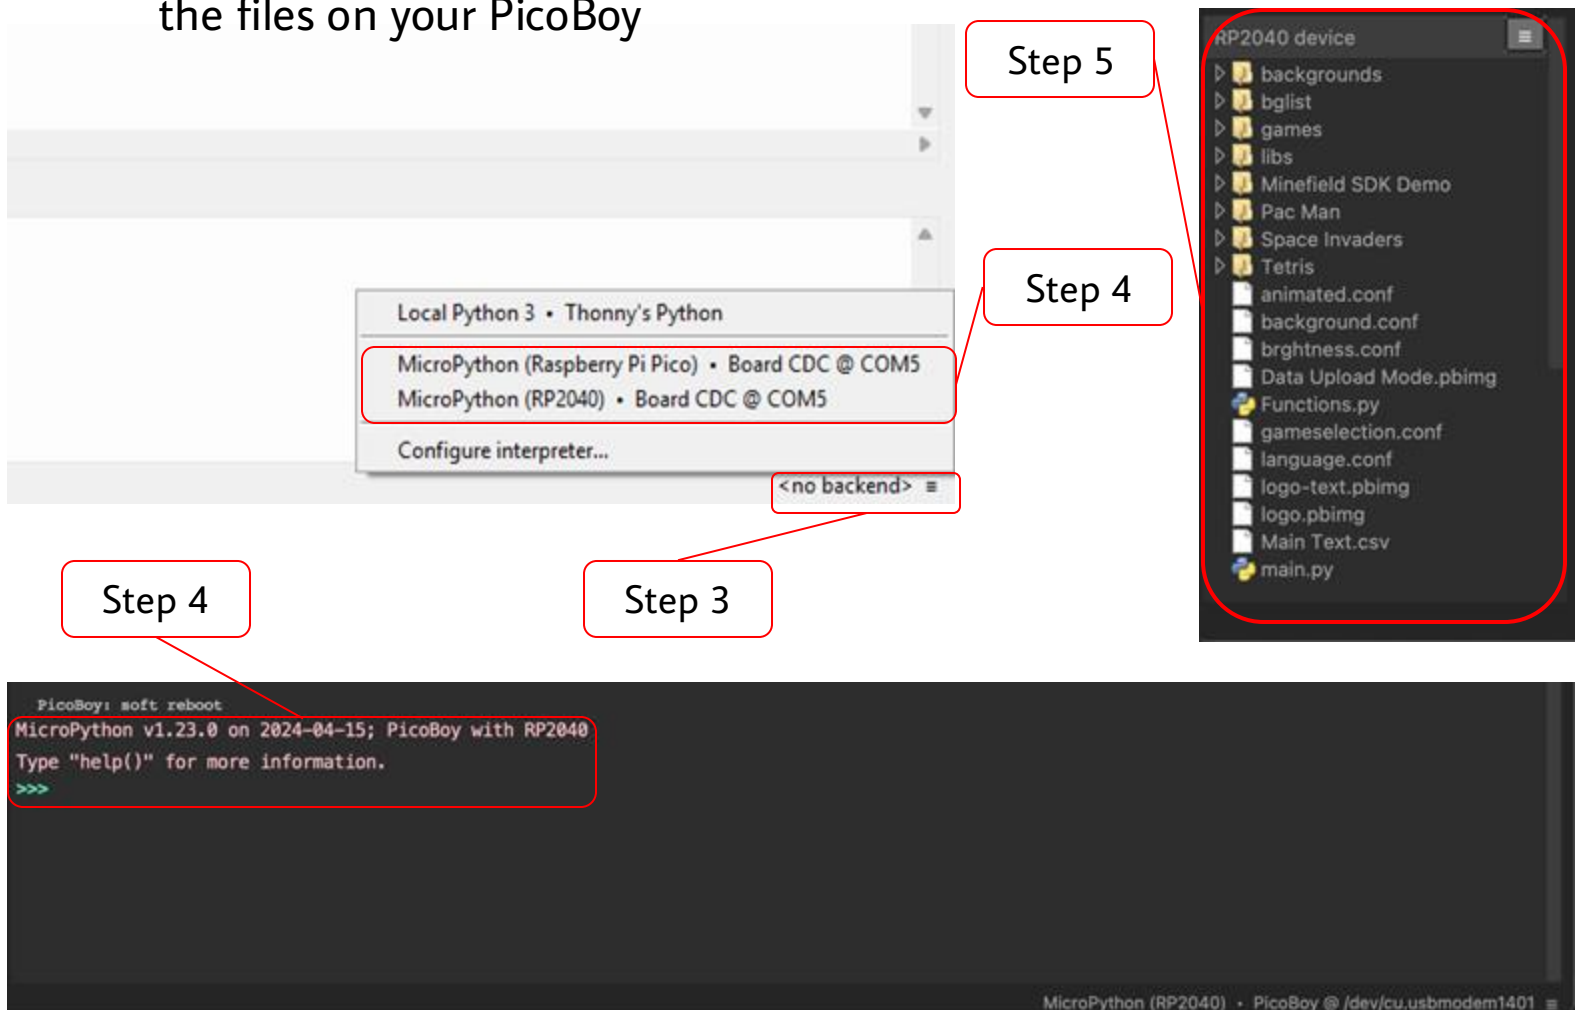 the files on your PicoBoy
Step 5
RP2040 device
backgrounds
bglist
games
libs
Minefield SDK Demo
Pac Man
Space Invaders
Tetris
animated.conf
background.conf
brghtness.conf
Data Upload Mode.pbimg
Functions.py
gameselection.conf
language.conf
logo-text.pbimg
logo.pbimg
Main Text.csv
main.py
Step 4
Local Python 3 • Thonny's Python
MicroPython (Raspberry Pi Pico) • Board CDC @ COM5
MicroPython (RP2040) • Board CDC @ COM5
Configure interpreter...
<no backend> ≡
Step 4
Step 3
PicoBoy: soft reboot
MicroPython v1.23.0 on 2024-04-15; PicoBoy with RP2040
Type "help()" for more information.
>>>
MicroPython (RP2040) • PicoBoy @ /dev/cu.usbmodem1401 ≡